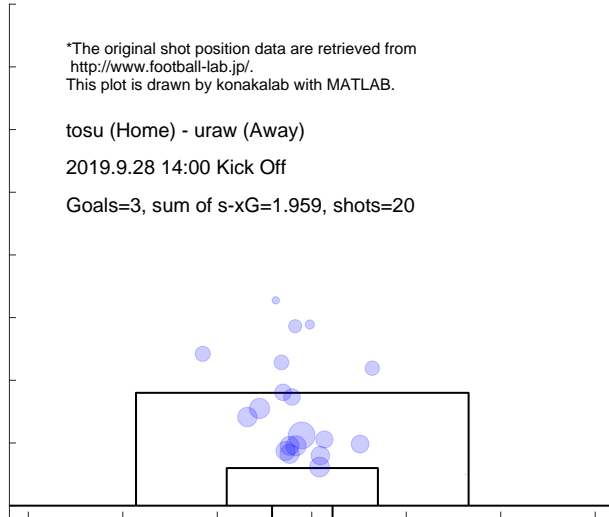 *The original shot position data are retrieved from
http://www.football-lab.jp/.
This plot is drawn by konakalab with MATLAB.
tosu (Home) - uraw (Away)
2019.9.28 14:00 Kick Off
Goals=3, sum of s-xG=1.959, shots=20